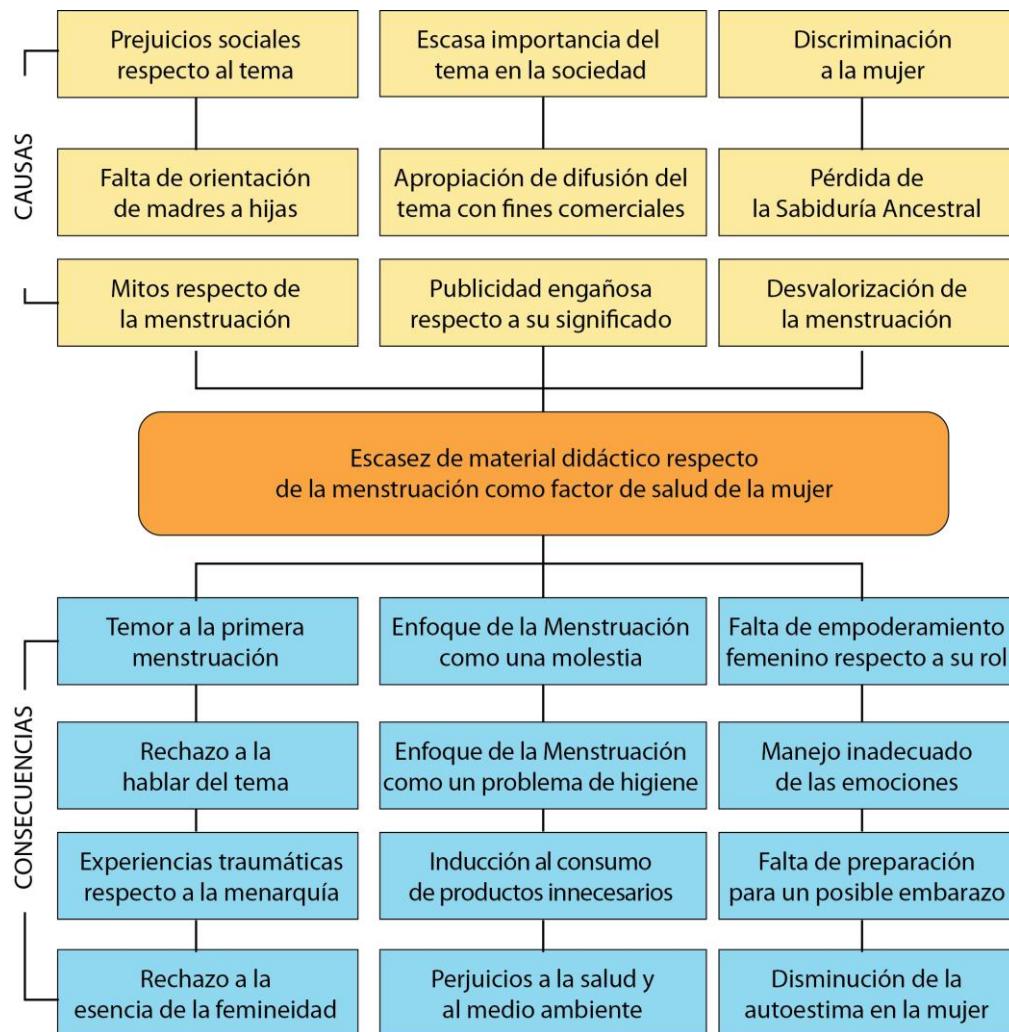 CAUSAS
Prejuicios sociales
respecto al tema
Escasa importancia del
tema en la sociedad
Discriminación
a la mujer
Falta de orientación
de madres a hijas
Apropiación de difusión del
tema con fines comerciales
Pérdida de
la Sabiduría Ancestral
Mitos respecto de
la menstruación
Publicidad engañosa
respecto a su significado
Desvalorización de
la menstruación
Escasez de material didáctico respecto
de la menstruación como factor de salud de la mujer
CONSECUENCIAS
Temor a la primera
menstruación
Enfoque de la Menstruación
como una molestia
Falta de empoderamiento
femenino respecto a su rol
Rechazo a la
hablar del tema
Enfoque de la Menstruación
como un problema de higiene
Manejo inadecuado
de las emociones
Experiencias traumáticas
respecto a la menarquía
Inducción al consumo
de productos innecesarios
Falta de preparación
para un posible embarazo
Rechazo a la
esencia de la femineidad
Perjuicios a la salud y
al medio ambiente
Disminución de la
autoestima en la mujer